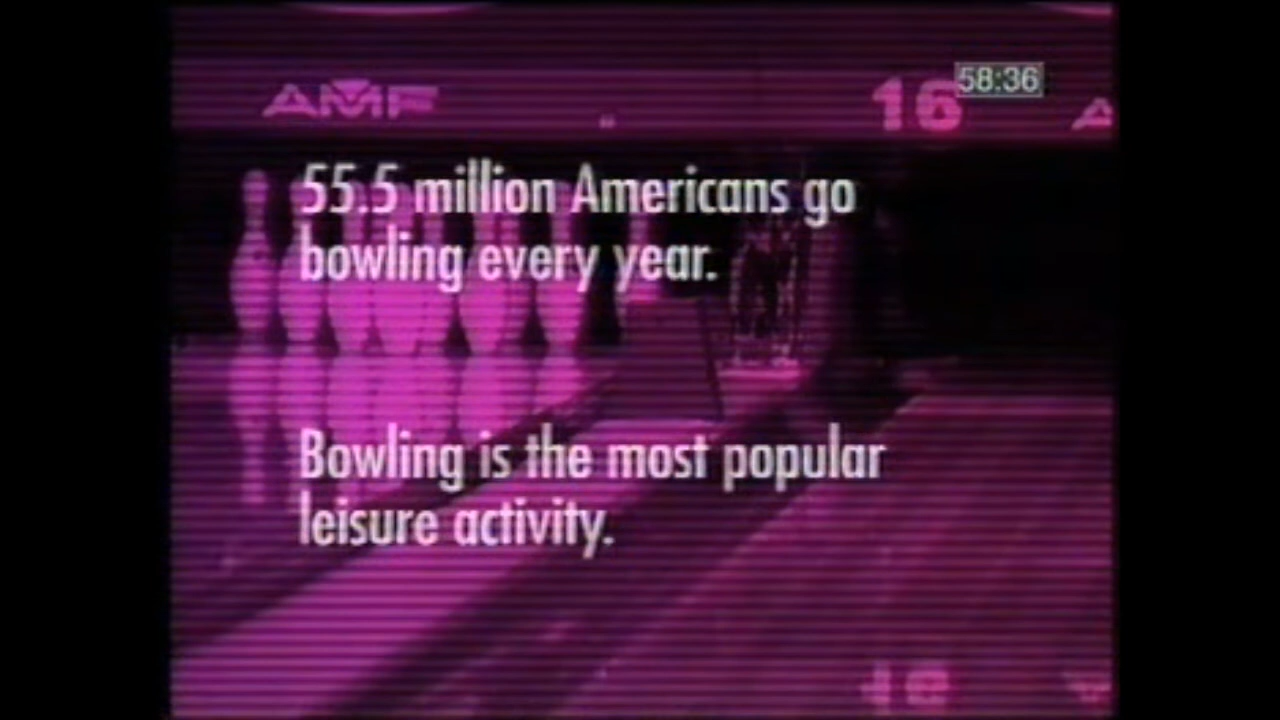 AMF
16
58:36
55.5 million Americans go
bowling every year.
Bowling is the most popular
leisure activity.